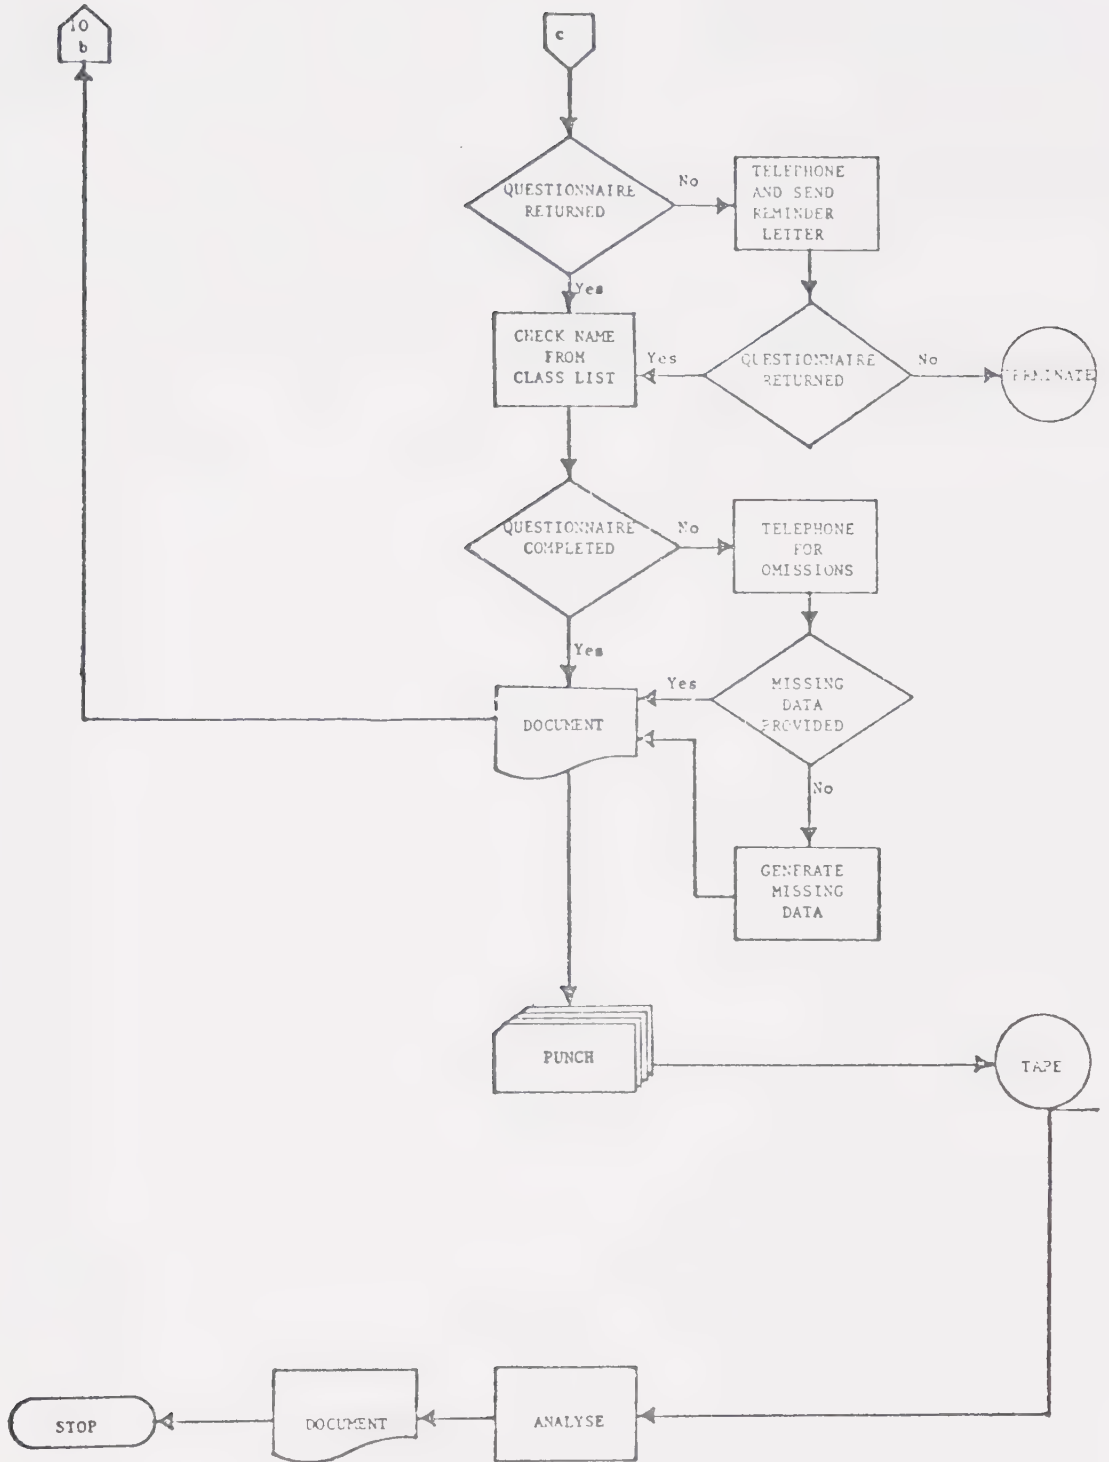 10
b
c
QUESTIONNAIRE
RETURNED
No
TELEPHONE
AND SEND
REMINDER
LETTER
Yes
CHECK NAME
FROM
CLASS LIST
Yes
QUESTIONNAIRE
RETURNED
No
TERMINATE
QUESTIONNAIRE
COMPLETED
No
TELEPHONE
FOR
OMISSIONS
Yes
DOCUMENT
Yes
MISSING
DATA
PROVIDED
No
GENERATE
MISSING
DATA
PUNCH
TAPE
STOP
DOCUMENT
ANALYSE